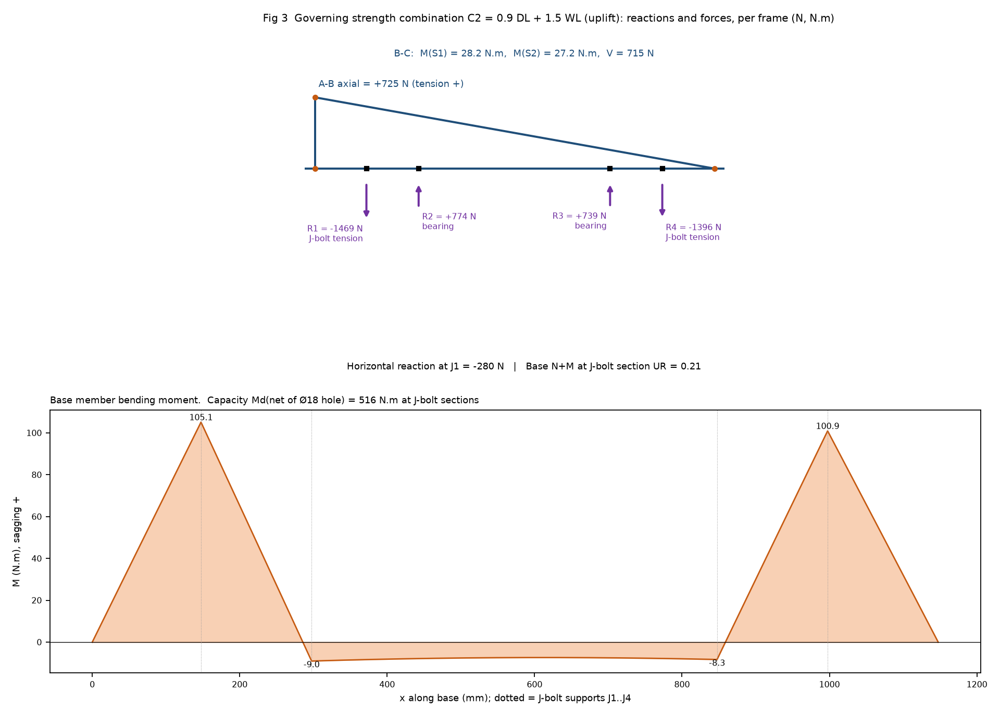 Fig 3  Governing strength combination C2 = 0.9 DL + 1.5 WL (uplift): reactions and forces, per frame (N, N.m)
B-C:  M(S1) = 28.2 N.m,  M(S2) = 27.2 N.m,  V = 715 N
A-B axial = +725 N (tension +)
R1 = -1469 N
J-bolt tension
R2 = +774 N
bearing
R3 = +739 N
bearing
R4 = -1396 N
J-bolt tension
Horizontal reaction at J1 = -280 N   |   Base N+M at J-bolt section UR = 0.21
Base member bending moment.  Capacity Md(net of Ø18 hole) = 516 N.m at J-bolt sections
M (N.m), sagging +
100
80
60
40
20
0
105.1
-9.0
-8.3
100.9
0
200
400
600
800
1000
1200
x along base (mm); dotted = J-bolt supports J1..J4